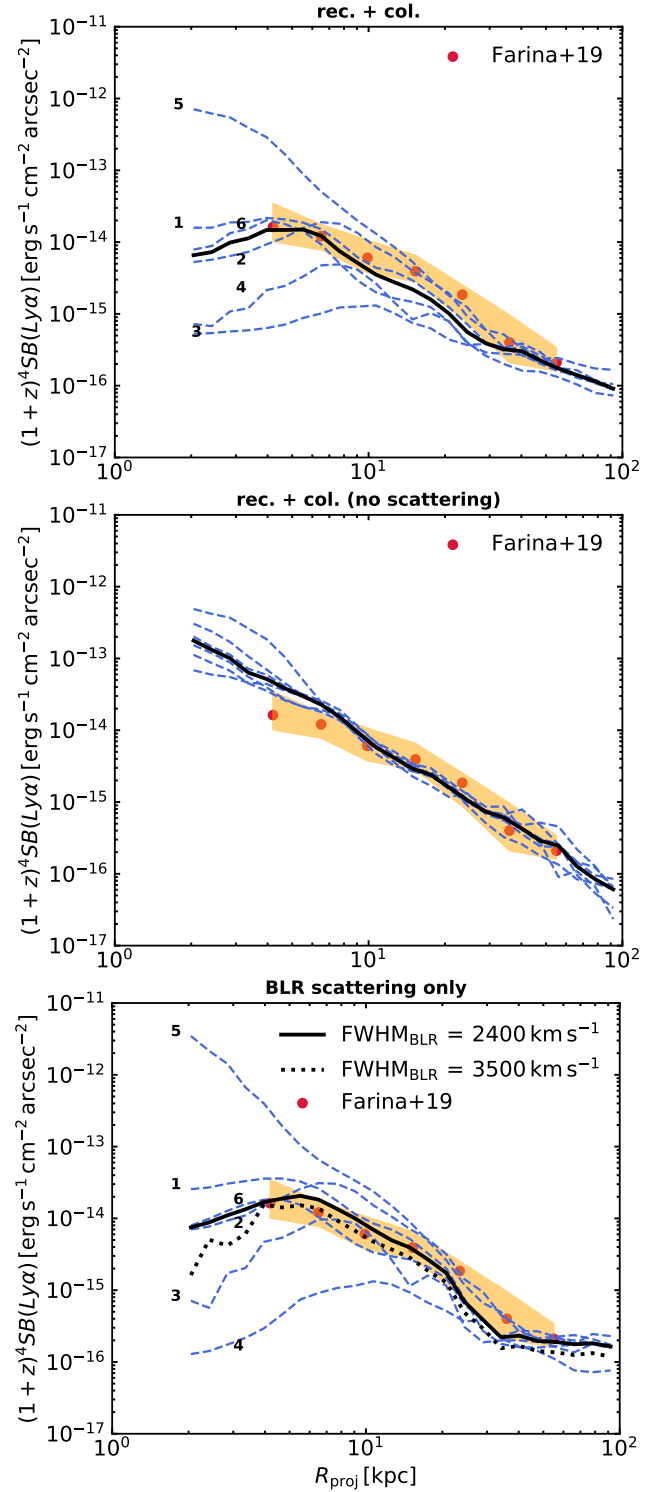 rec. + col.
Farina+19
10⁻¹¹
10⁻¹²
10⁻¹³
10⁻¹⁴
10⁻¹⁵
10⁻¹⁶
10⁻¹⁷
(1 + z)⁴SB(Lyα) [erg s⁻¹ cm⁻² arcsec⁻²]
5
1
6
2
4
3
10⁰ 10¹ 10²
rec. + col. (no scattering)
Farina+19
10⁻¹¹
10⁻¹²
10⁻¹³
10⁻¹⁴
10⁻¹⁵
10⁻¹⁶
10⁻¹⁷
(1 + z)⁴SB(Lyα) [erg s⁻¹ cm⁻² arcsec⁻²]
10⁰ 10¹ 10²
BLR scattering only
FWHM_BLR = 2400 km s⁻¹
FWHM_BLR = 3500 km s⁻¹
Farina+19
10⁻¹¹
10⁻¹²
10⁻¹³
10⁻¹⁴
10⁻¹⁵
10⁻¹⁶
10⁻¹⁷
(1 + z)⁴SB(Lyα) [erg s⁻¹ cm⁻² arcsec⁻²]
5
1
6
2
3
4
10⁰ 10¹ 10²
R_proj [kpc]